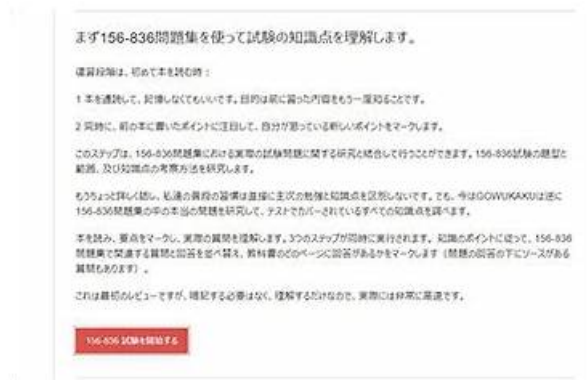 まず156-836問題集を使って試験の知識点を理解します。
復習段階は、初めて本を読む時：
1 本を通読して、記憶しなくてもいいです。目的は前に習った内容をもう一度知ることです。
2 同時に、前の本に書いたポイントに注目して、自分が思っている新しいポイントをマークします。
このステップは、156-836問題集における実際の試験問題に関する研究と結合して行うことができます。156-836試験の題型と
範囲、及び知識点の考察方法を研究します。
もうちょっと詳しく話し、私達の普段の習慣は直接に主次の勉強と知識点を区別しないです。でも、今はGOWUKAKUは逆に
156-836問題集の中の本当の問題を研究して、テストでカバーされているすべての知識点を調べます。
本を読み、要点をマークし、実際の質問を理解します。3つのステップが同時に実行されます。知識のポイントに従って、156-836
問題集で関連する質問と回答を並べ替え、教科書のどのページに回答があるかをマークします（問題の回答の下にソースがある
質問もあります）。
これは最初のレビューですが、暗記する必要はなく、理解するだけなので、実際には非常に高速です。
156-836 試験を開始する